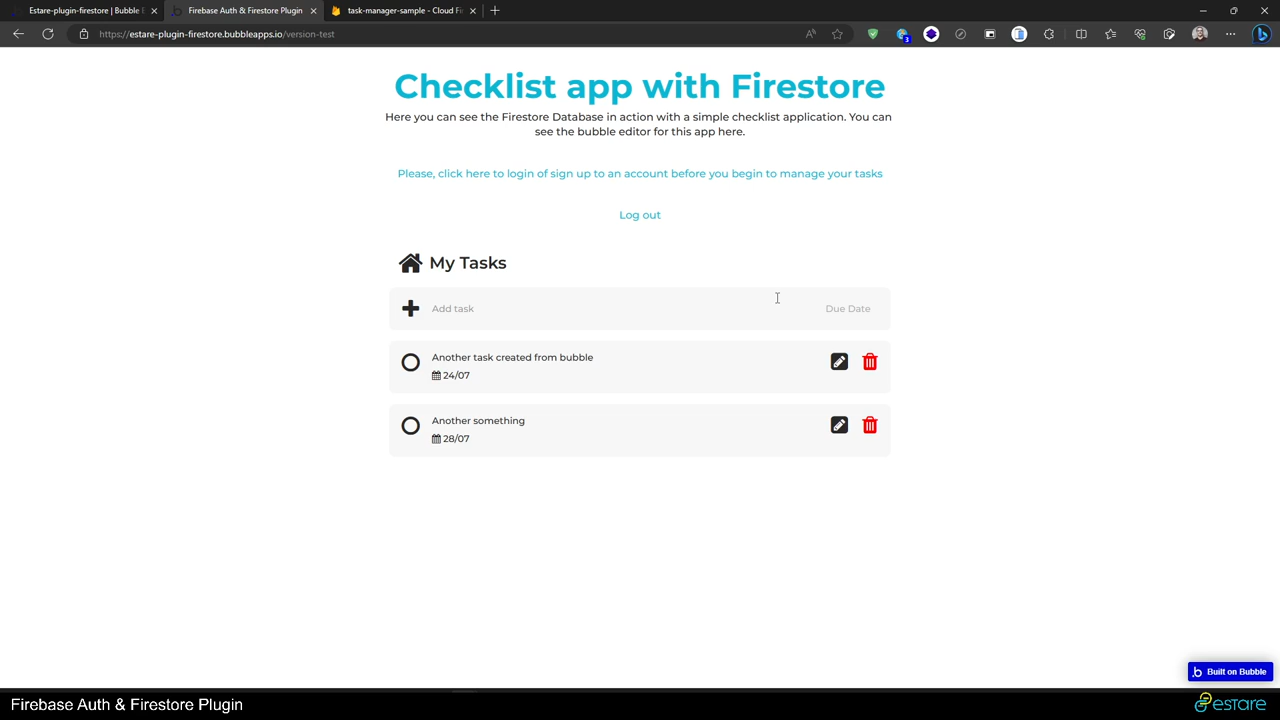 Estare-plugin-firestore | Bubble E
Firebase Auth & Firestore Plugin
task-manager-sample - Cloud Fi
https://estare-plugin-firestore.bubbleapps.io/version-test
3
Checklist app with Firestore
Here you can see the Firestore Database in action with a simple checklist application. You can
see the bubble editor for this app here.
Please, click here to login of sign up to an account before you begin to manage your tasks
Log out
My Tasks
Add task
Due Date
Another task created from bubble
24/07
Another something
28/07
Built on Bubble
Firebase Auth & Firestore Plugin
estare